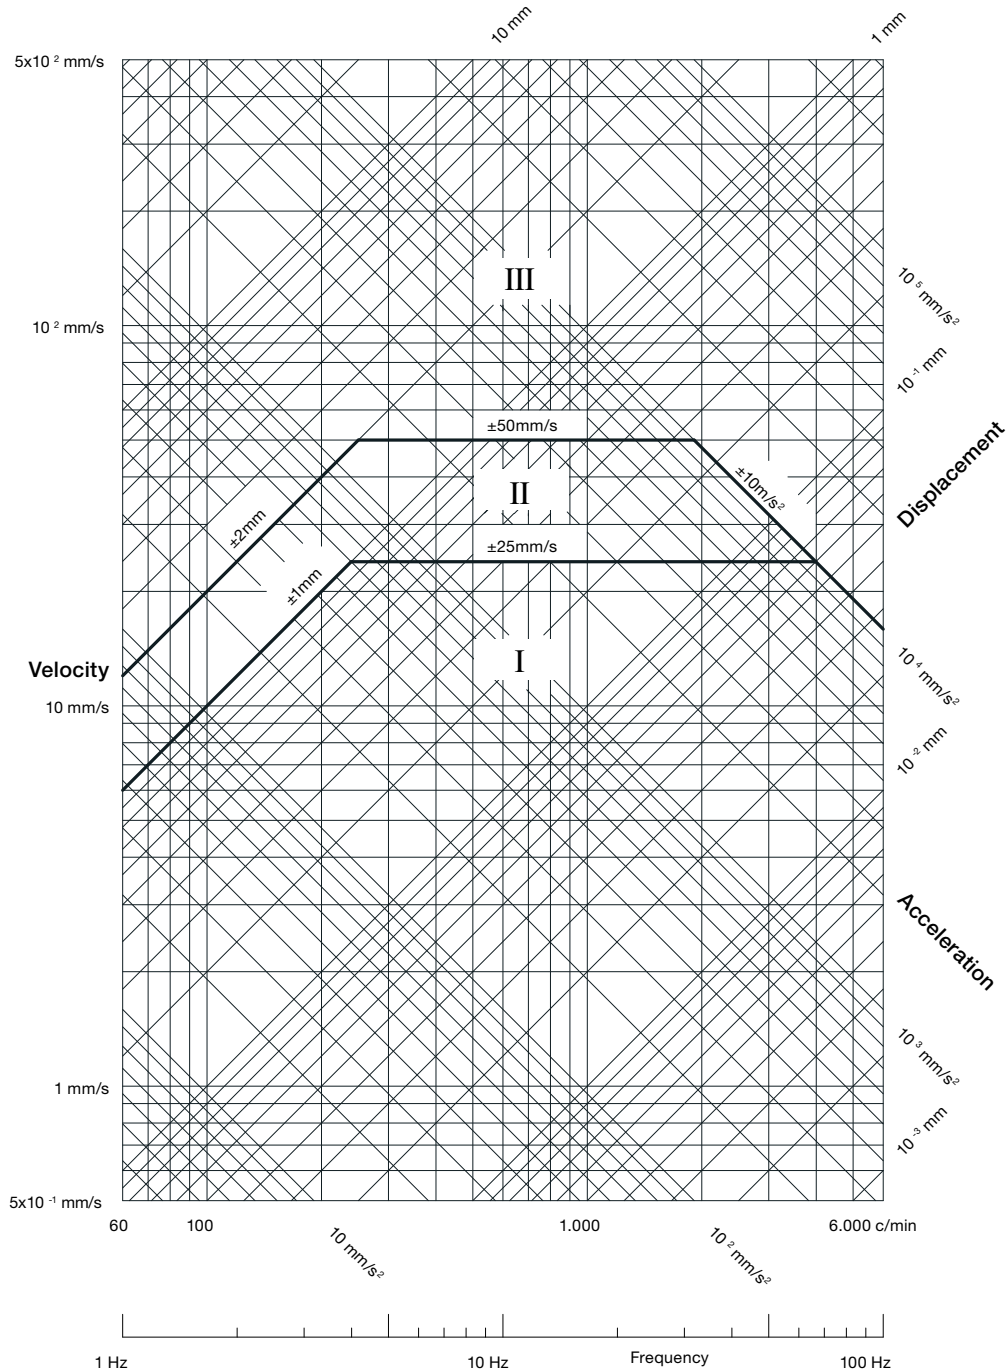 10 mm
1 mm
5x10 ² mm/s
III
10 ⁵ mm/s²
10 ² mm/s
10 ⁻¹ mm
±50mm/s
Displacement
±10m/s²
II
±2mm
±25mm/s
±1mm
I
Velocity
10 ⁴ mm/s²
10 mm/s
10 ⁻² mm
Acceleration
10 ³ mm/s²
1 mm/s
10 ⁻³ mm
5x10 ⁻¹ mm/s
60 100 1.000 6.000 c/min
10 mm/s²
10 ² mm/s²
1 Hz 10 Hz Frequency 100 Hz